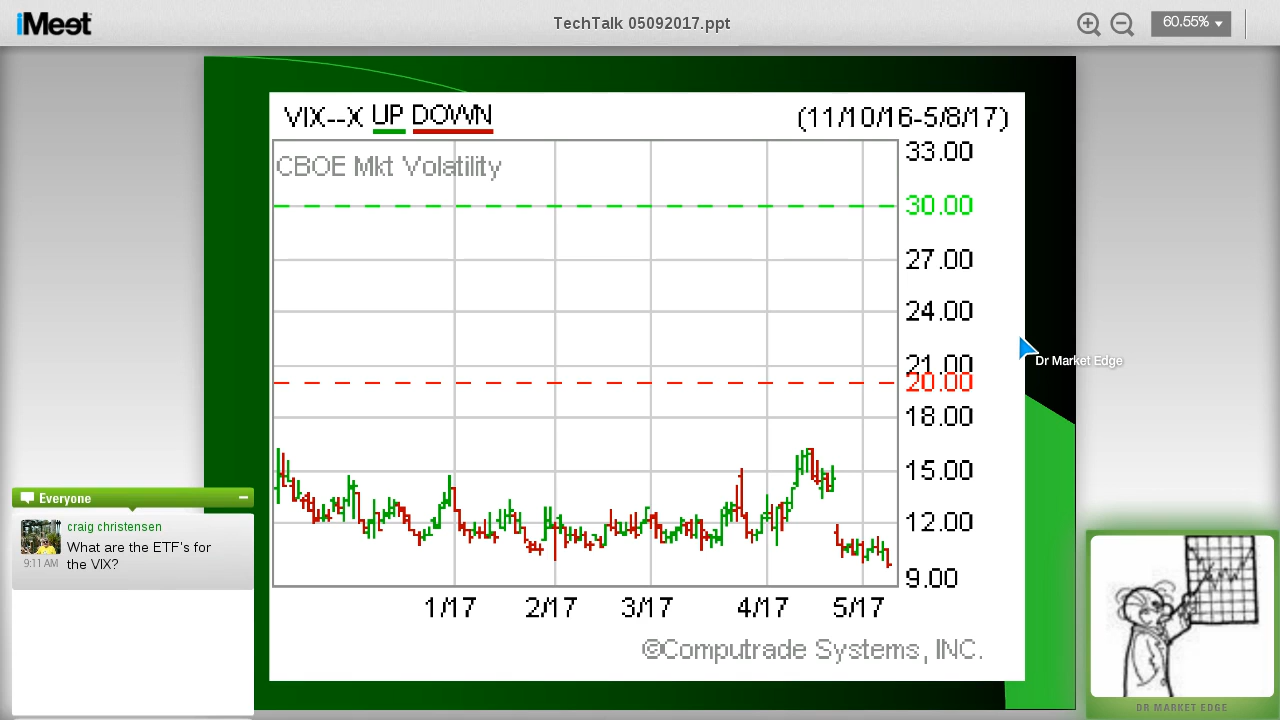 iMeet
TechTalk 05092017.ppt
60.55%
VIX--X UP DOWN (11/10/16-5/8/17)
CBOE Mkt Volatility
33.00
30.00
27.00
24.00
21.00
20.00
18.00
15.00
12.00
9.00
1/17 2/17 3/17 4/17 5/17
©Computrade Systems, INC.
Dr Market Edge
Everyone
craig christensen
What are the ETF's for
the VIX?
9:11 AM
DR MARKET EDGE